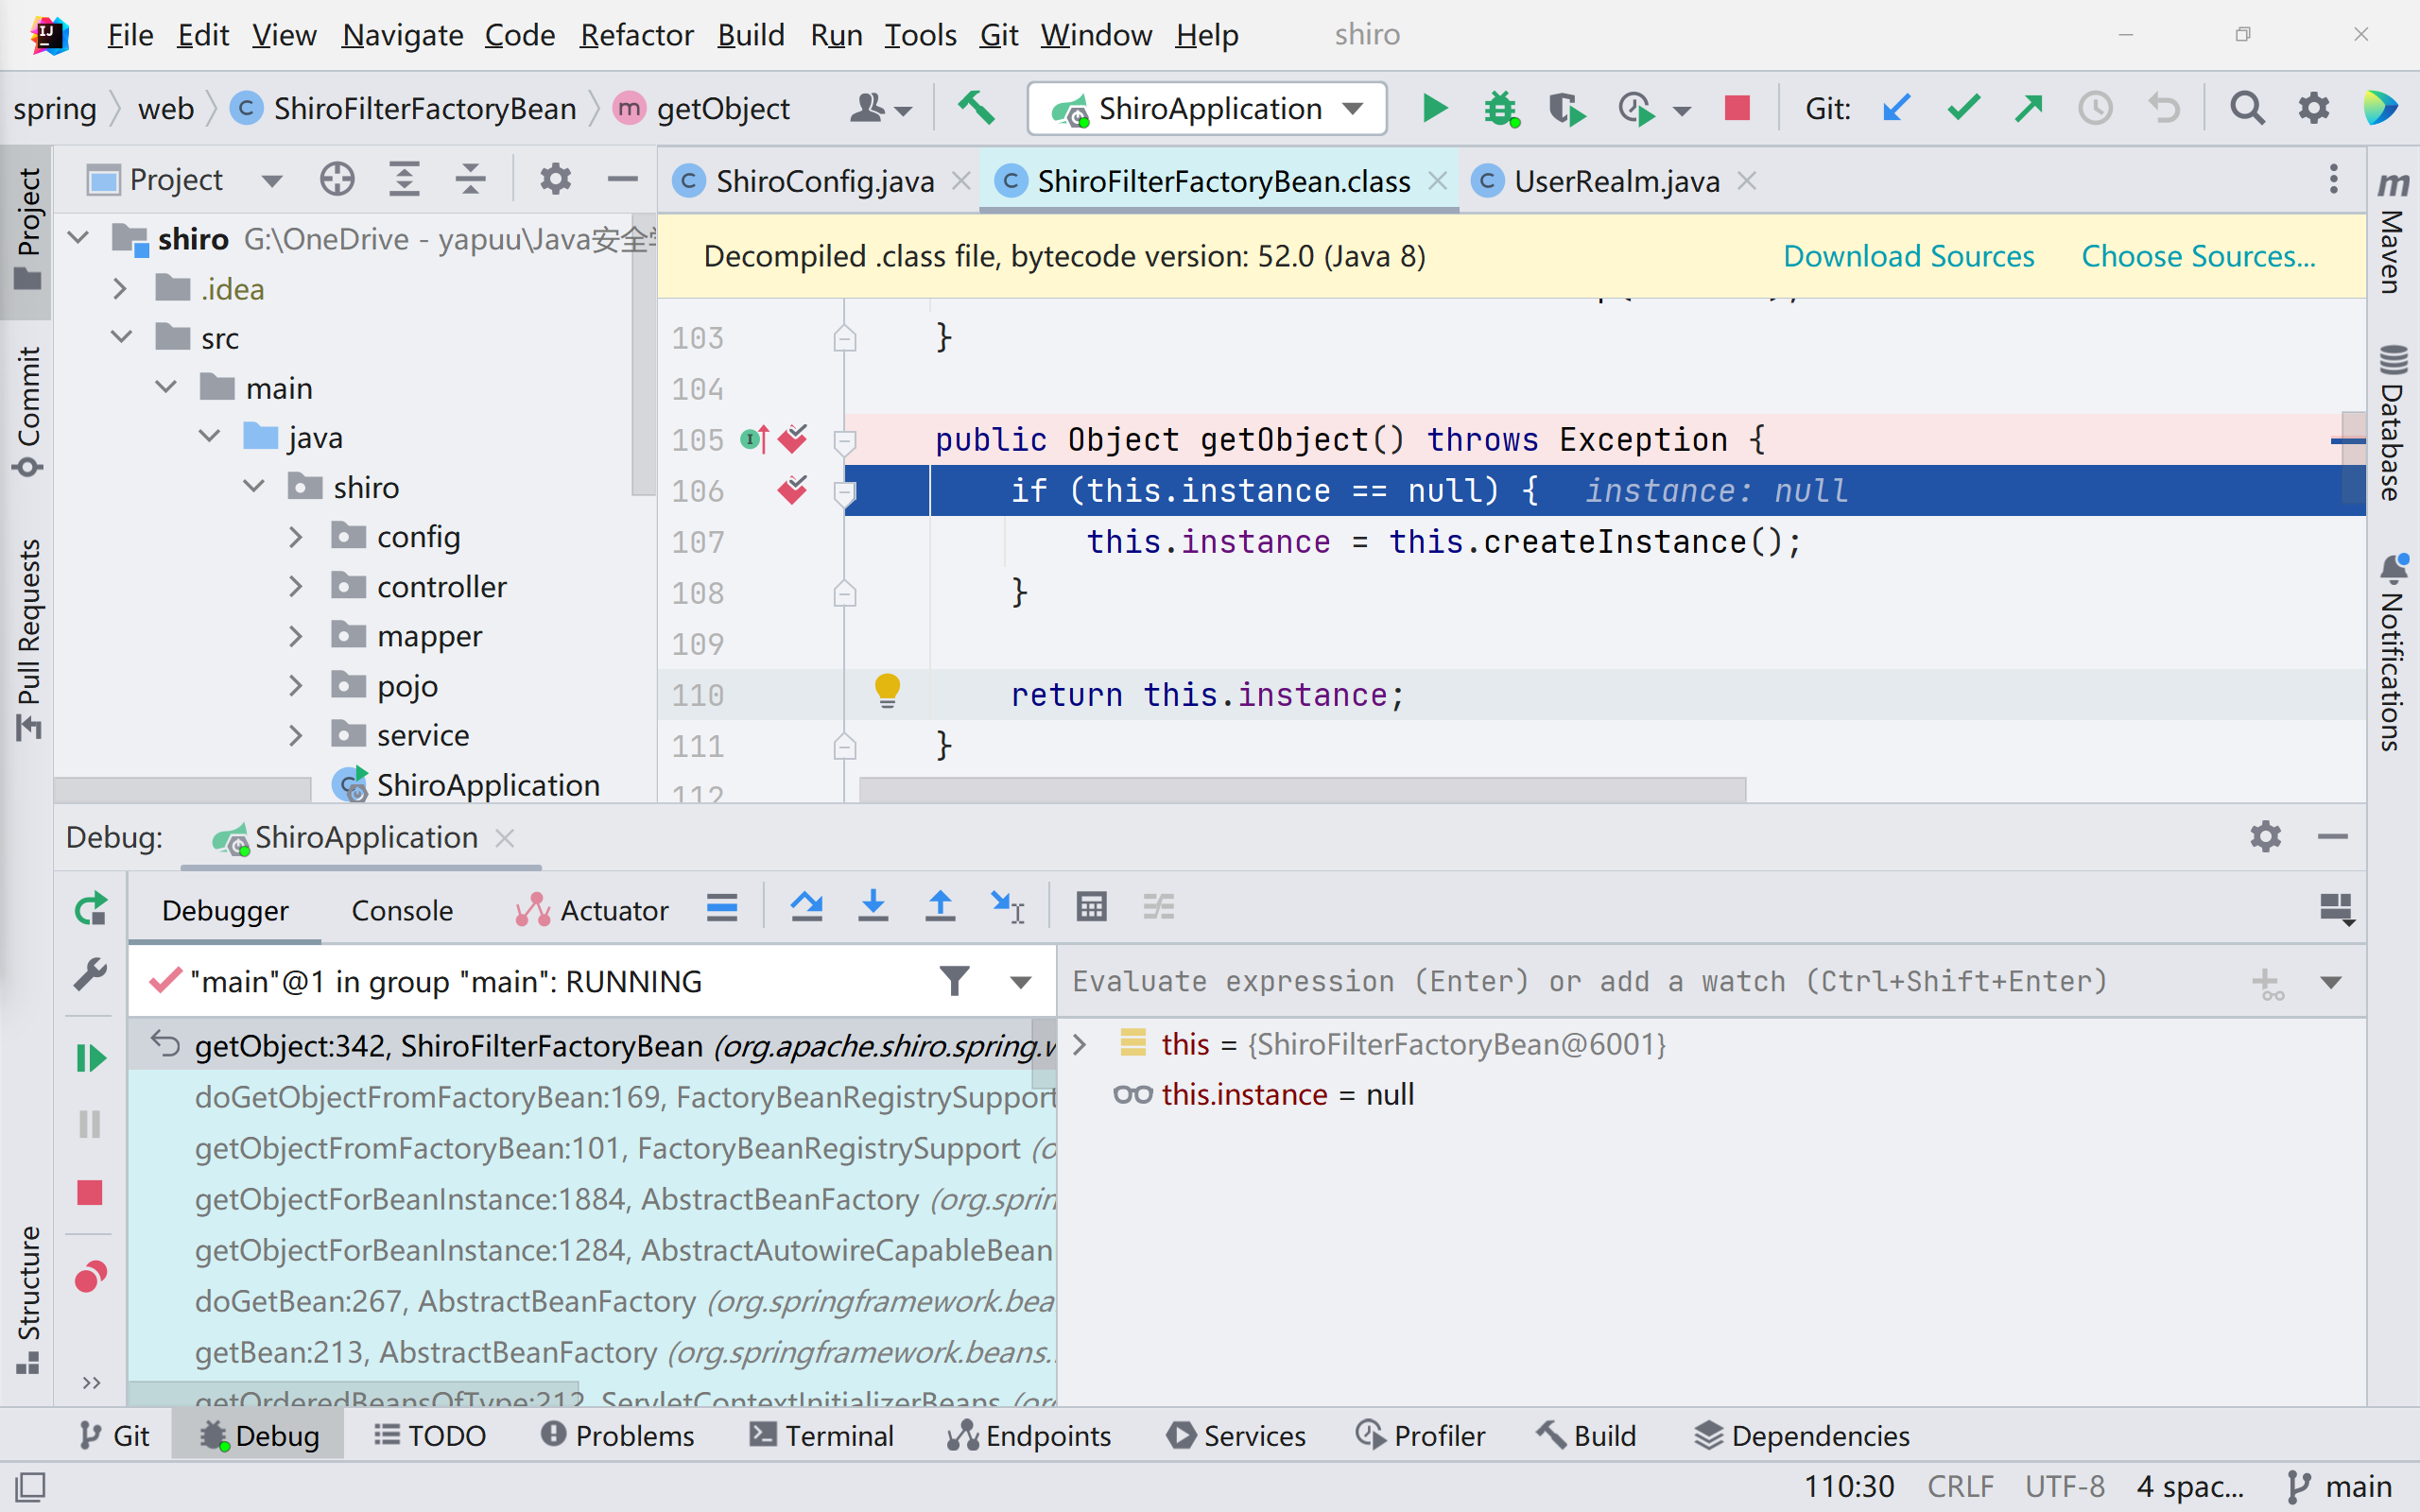 File Edit View Navigate Code Refactor Build Run Tools Git Window Help shiro
spring web ShiroFilterFactoryBean getObject ShiroApplication Git:
Project ShiroConfig.java ShiroFilterFactoryBean.class UserRealm.java
shiro G:\OneDrive - yapuu\Java安全
.idea
src
main
java
shiro
config
controller
mapper
pojo
service
ShiroApplication
Decompiled .class file, bytecode version: 52.0 (Java 8) Download Sources Choose Sources...
103 }
104
105 public Object getObject() throws Exception {
106 if (this.instance == null) { instance: null
107 this.instance = this.createInstance();
108 }
109
110 return this.instance;
111 }
112
Project
Commit
Pull Requests
Structure
Maven
Database
Notifications
Debug: ShiroApplication
Debugger Console Actuator
"main"@1 in group "main": RUNNING
getObject:342, ShiroFilterFactoryBean (org.apache.shiro.spring.
doGetObjectFromFactoryBean:169, FactoryBeanRegistrySupport
getObjectFromFactoryBean:101, FactoryBeanRegistrySupport (o
getObjectForBeanInstance:1884, AbstractBeanFactory (org.sprin
getObjectForBeanInstance:1284, AbstractAutowireCapableBean
doGetBean:267, AbstractBeanFactory (org.springframework.bea
getBean:213, AbstractBeanFactory (org.springframework.beans.
getOrderedBeansOfType:212, ServletContextInitializerBeans (or
Evaluate expression (Enter) or add a watch (Ctrl+Shift+Enter)
this = {ShiroFilterFactoryBean@6001}
this.instance = null
Git Debug TODO Problems Terminal Endpoints Services Profiler Build Dependencies
110:30 CRLF UTF-8 4 spac... main